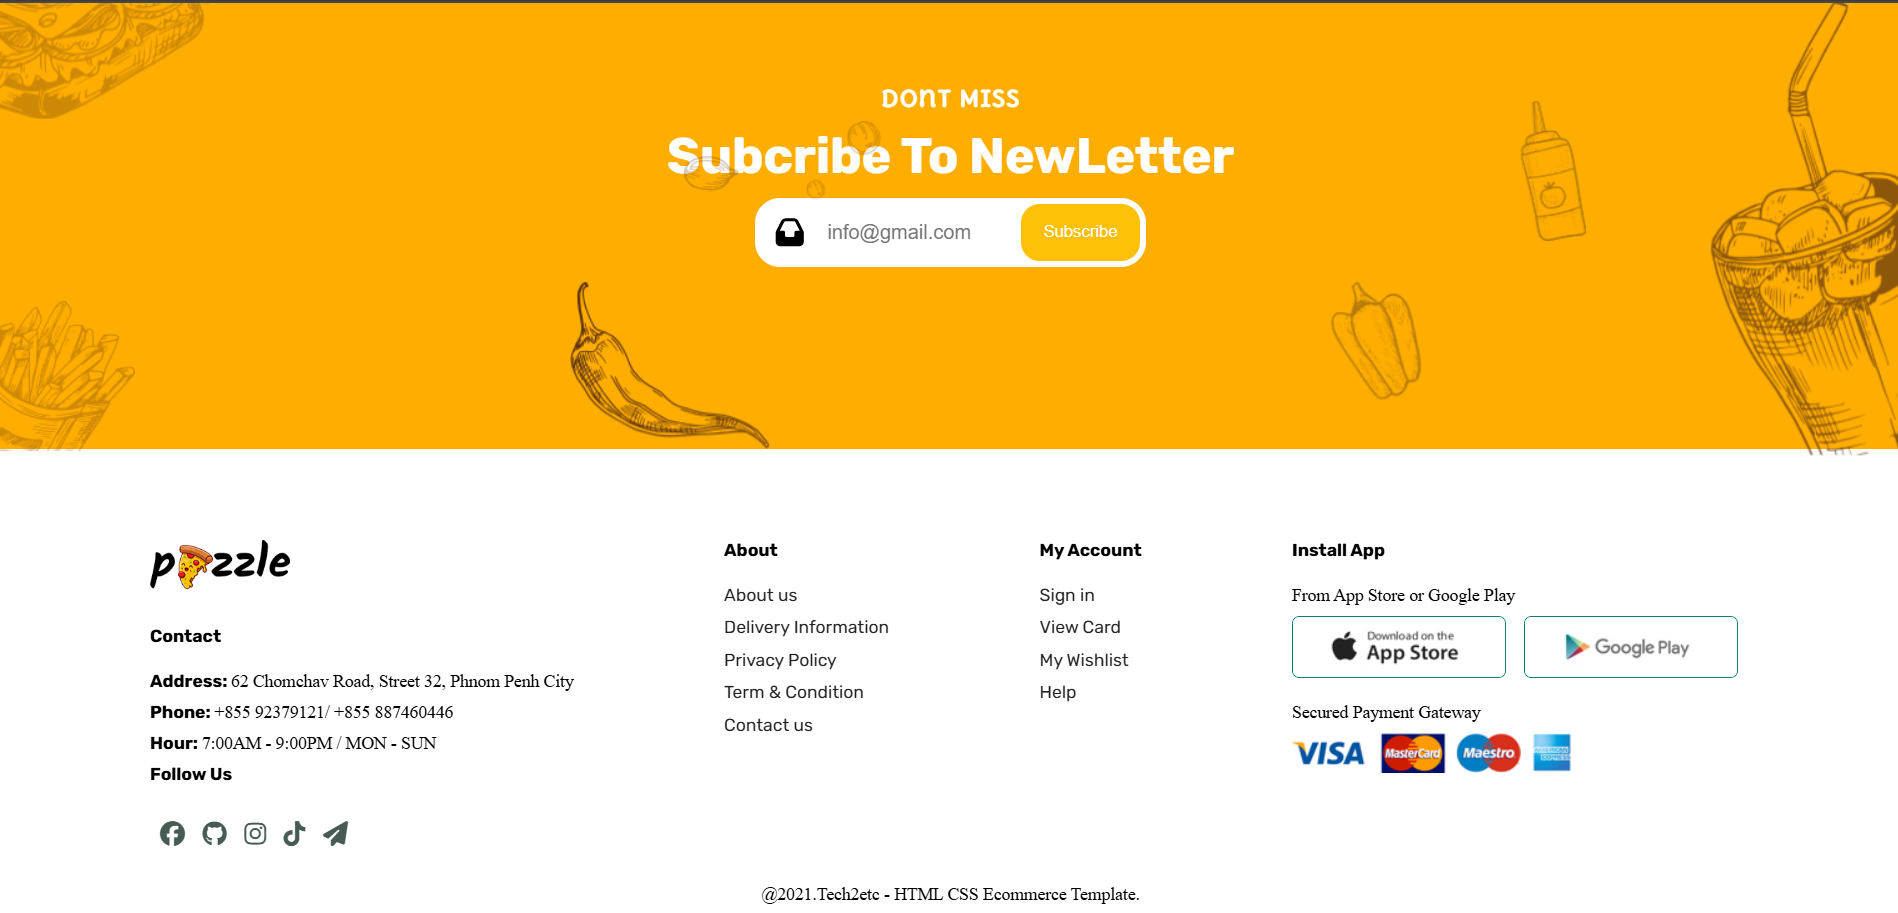 DONT MISS
Subcribe To NewLetter
info@gmail.com
Subscribe
pzzle
Contact
Address: 62 Chomchav Road, Street 32, Phnom Penh City
Phone: +855 92379121/ +855 887460446
Hour: 7:00AM - 9:00PM / MON - SUN
Follow Us
About
About us
Delivery Information
Privacy Policy
Term & Condition
Contact us
My Account
Sign in
View Card
My Wishlist
Help
Install App
From App Store or Google Play
Download on the
App Store
Google Play
Secured Payment Gateway
VISA
MasterCard
Maestro
AMERICAN
EXPRESS
@2021.Tech2etc - HTML CSS Ecommerce Template.